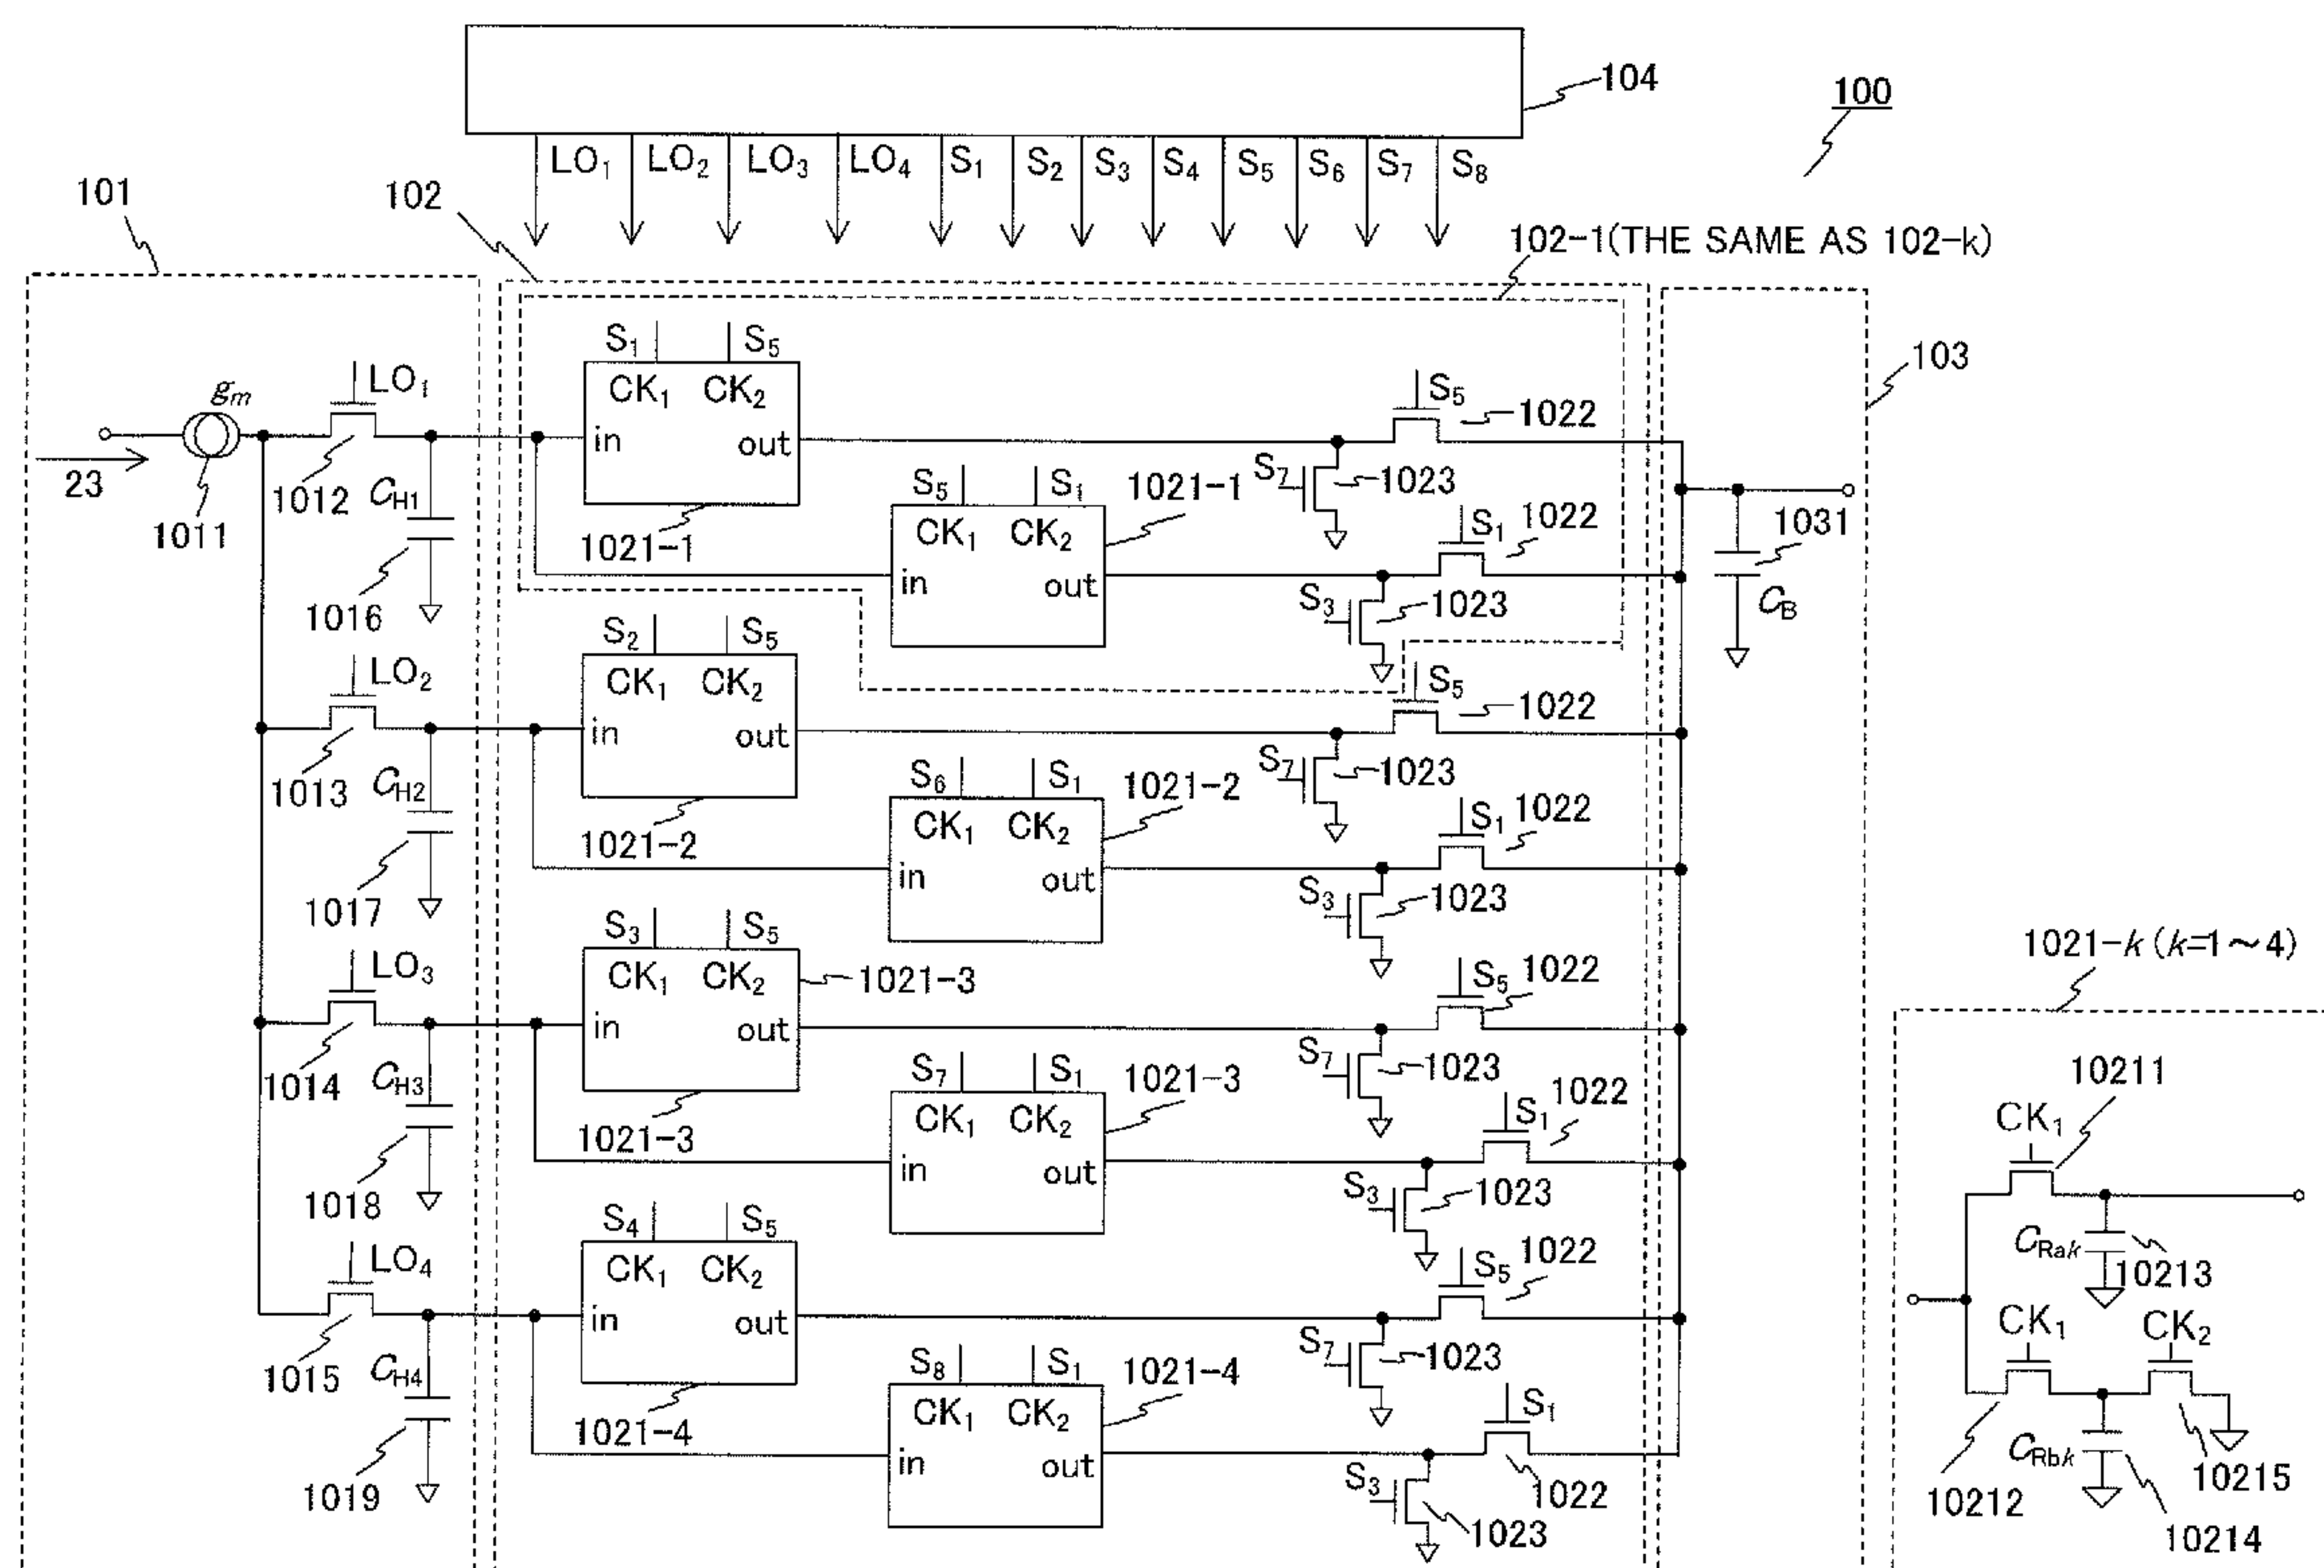 104
100
LO1 LO2 LO3 LO4 S1 S2 S3 S4 S5 S6 S7 S8
101
102
102-1(THE SAME AS 102-k)
103
gm
LO1
23
1011
1012
CH1
1016
S1 S5
CK1 CK2
in
out
1021-1
S5
1022
S7
1023
S5 S1
CK1 CK2
in
out
1021-1
S1
1022
S3
1023
1031
CB
LO2
1013
CH2
1017
S2 S5
CK1 CK2
in
out
1021-2
S5
1022
S7
1023
S6 S1
CK1 CK2
in
out
1021-2
S1
1022
S3
1023
LO3
1014
CH3
1018
S3 S5
CK1 CK2
in
out
1021-3
1021-3
S5
1022
S7
1023
S7 S1
CK1 CK2
in
out
1021-3
S1
1022
S3
1023
LO4
1015
CH4
1019
S4 S5
CK1 CK2
in
out
1021-4
S5
1022
S7
1023
S8 S1
CK1 CK2
in
out
1021-4
S1
1022
S3
1023
1021-k (k=1～4)
10211
CK1
CRak
10213
CK1
CK2
CRbk
10212
10215
10214